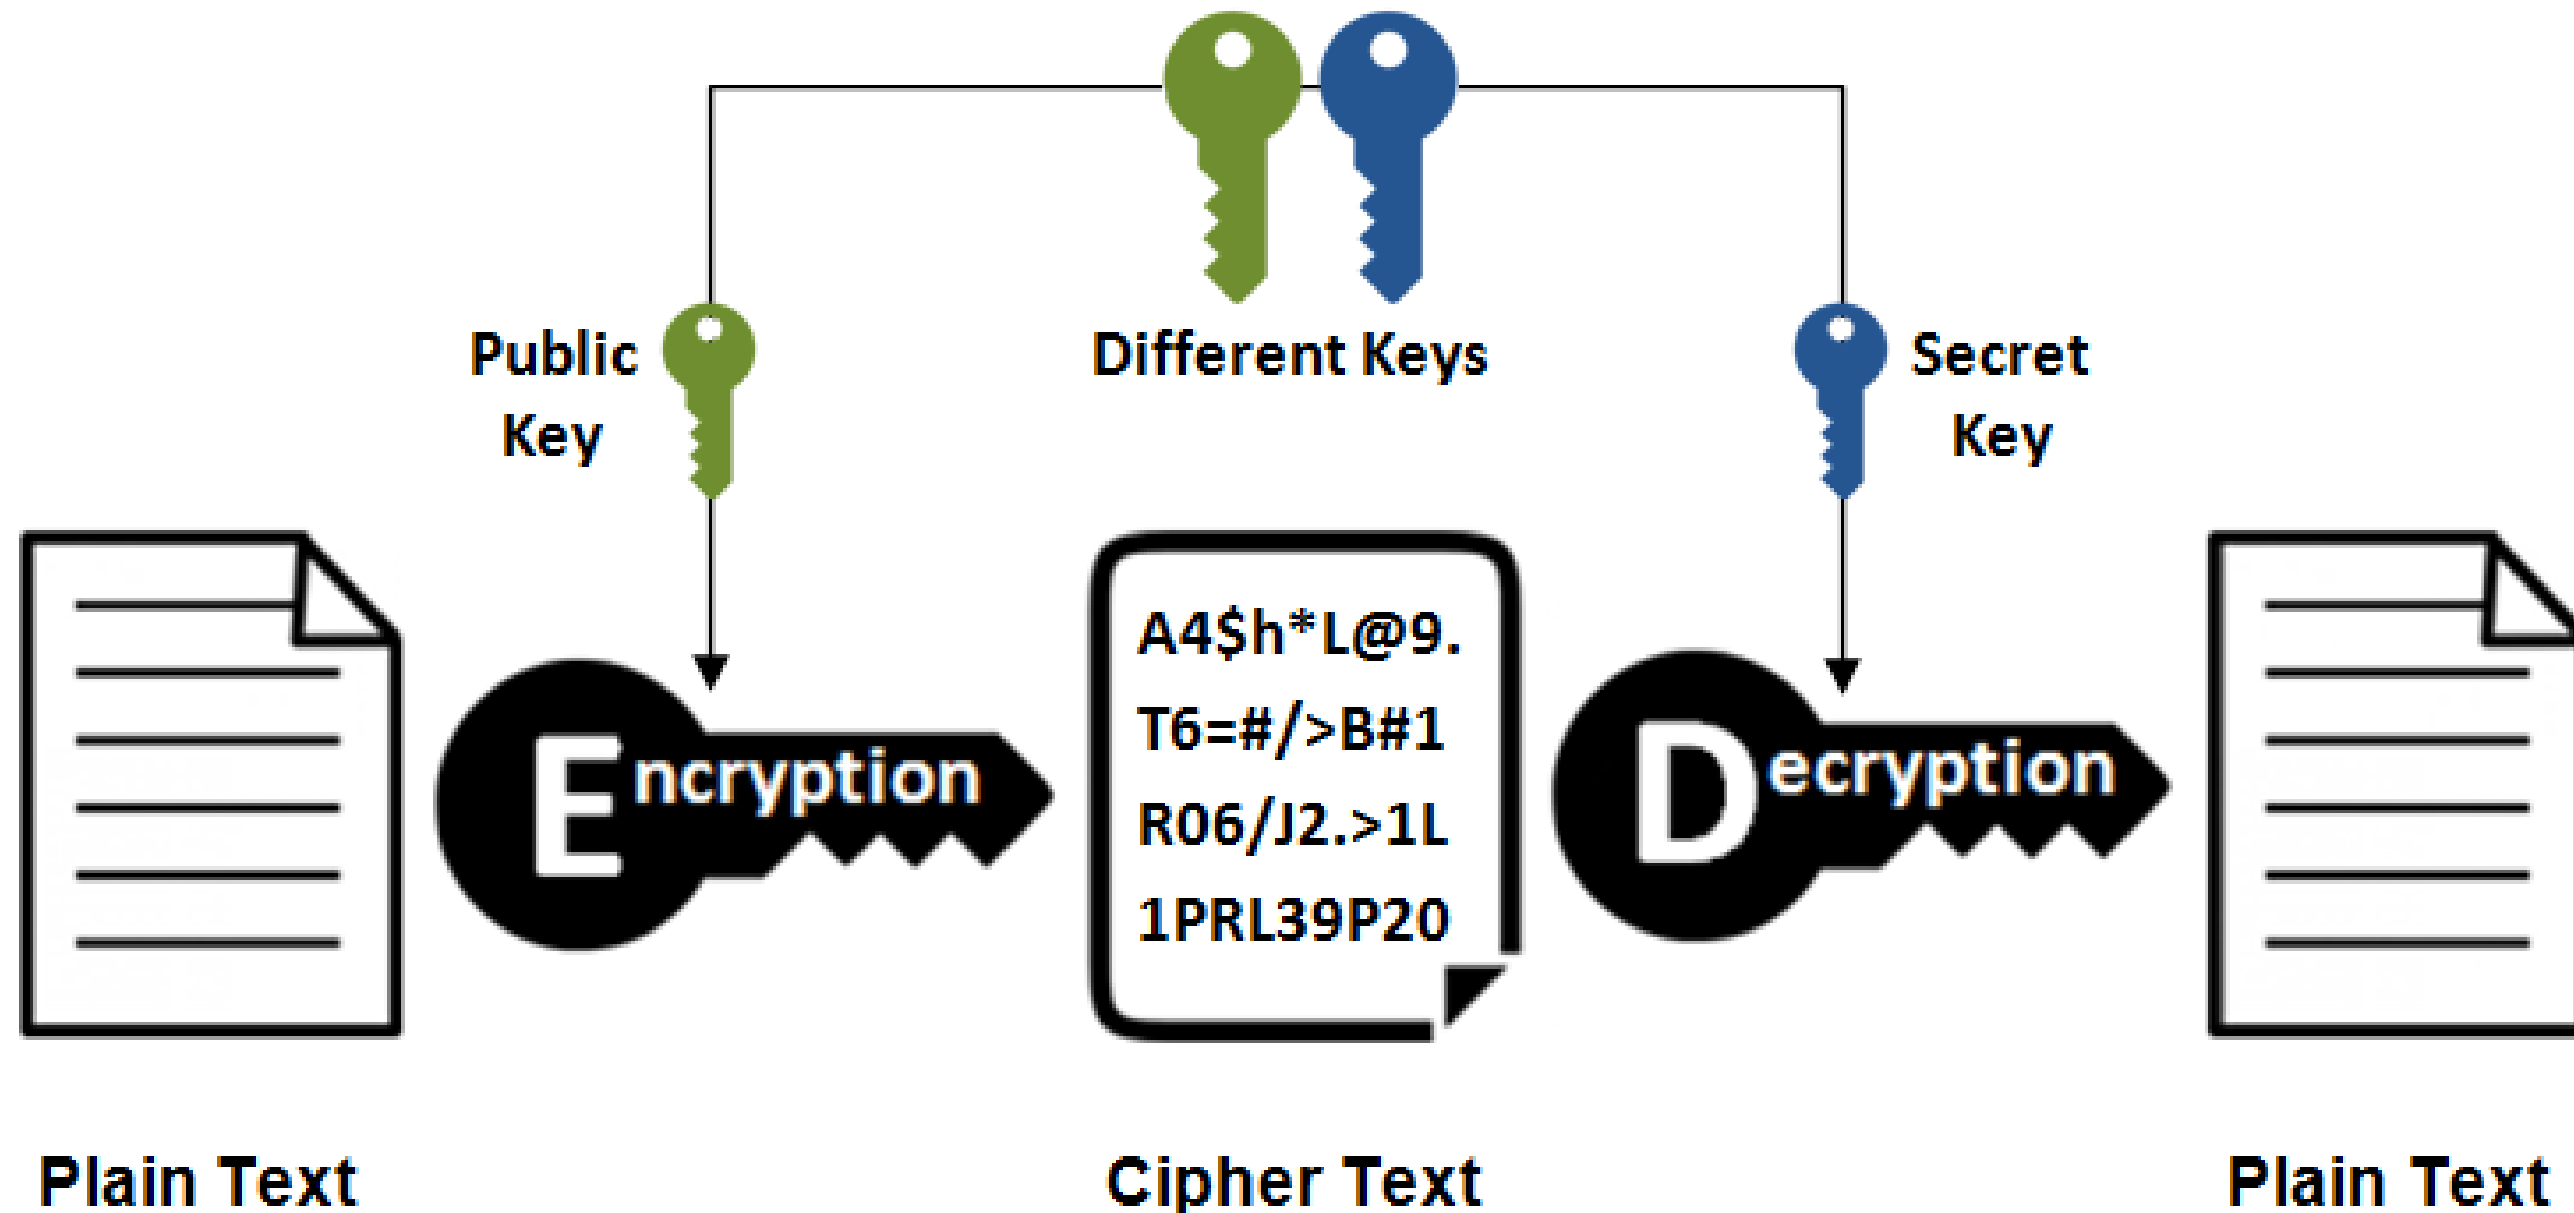 Public
Key
Different Keys
Secret
Key
Encryption
A4$h*L@9.
T6=#/>B#1
R06/J2.>1L
1PRL39P20
Decryption
Plain Text
Cipher Text
Plain Text